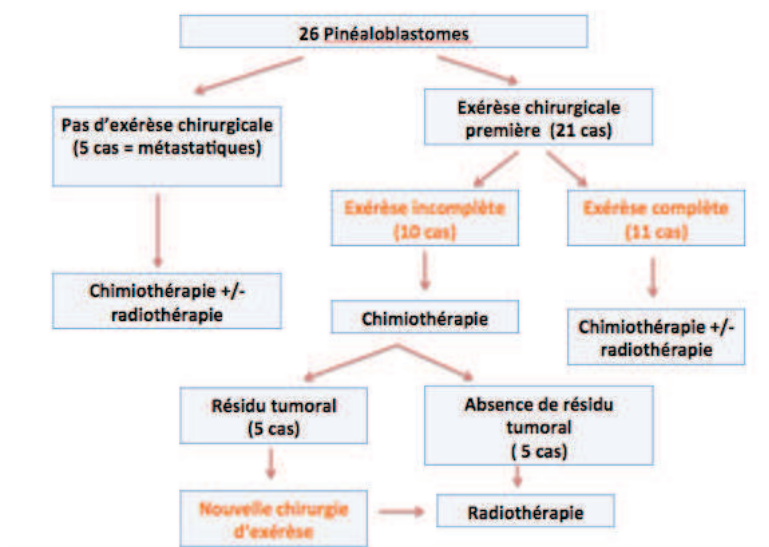 26 Pinéaloblastomes
Pas d'exérèse chirurgicale
(5 cas = métastatiques)
Exérèse chirurgicale
première (21 cas)
Exérèse incomplète
(10 cas)
Exérèse complète
(11 cas)
Chimiothérapie +/-
radiothérapie
Chimiothérapie
Chimiothérapie +/-
radiothérapie
Résidu tumoral
(5 cas)
Absence de résidu
tumoral
( 5 cas)
Nouvelle chirurgie
d'exérèse
Radiothérapie